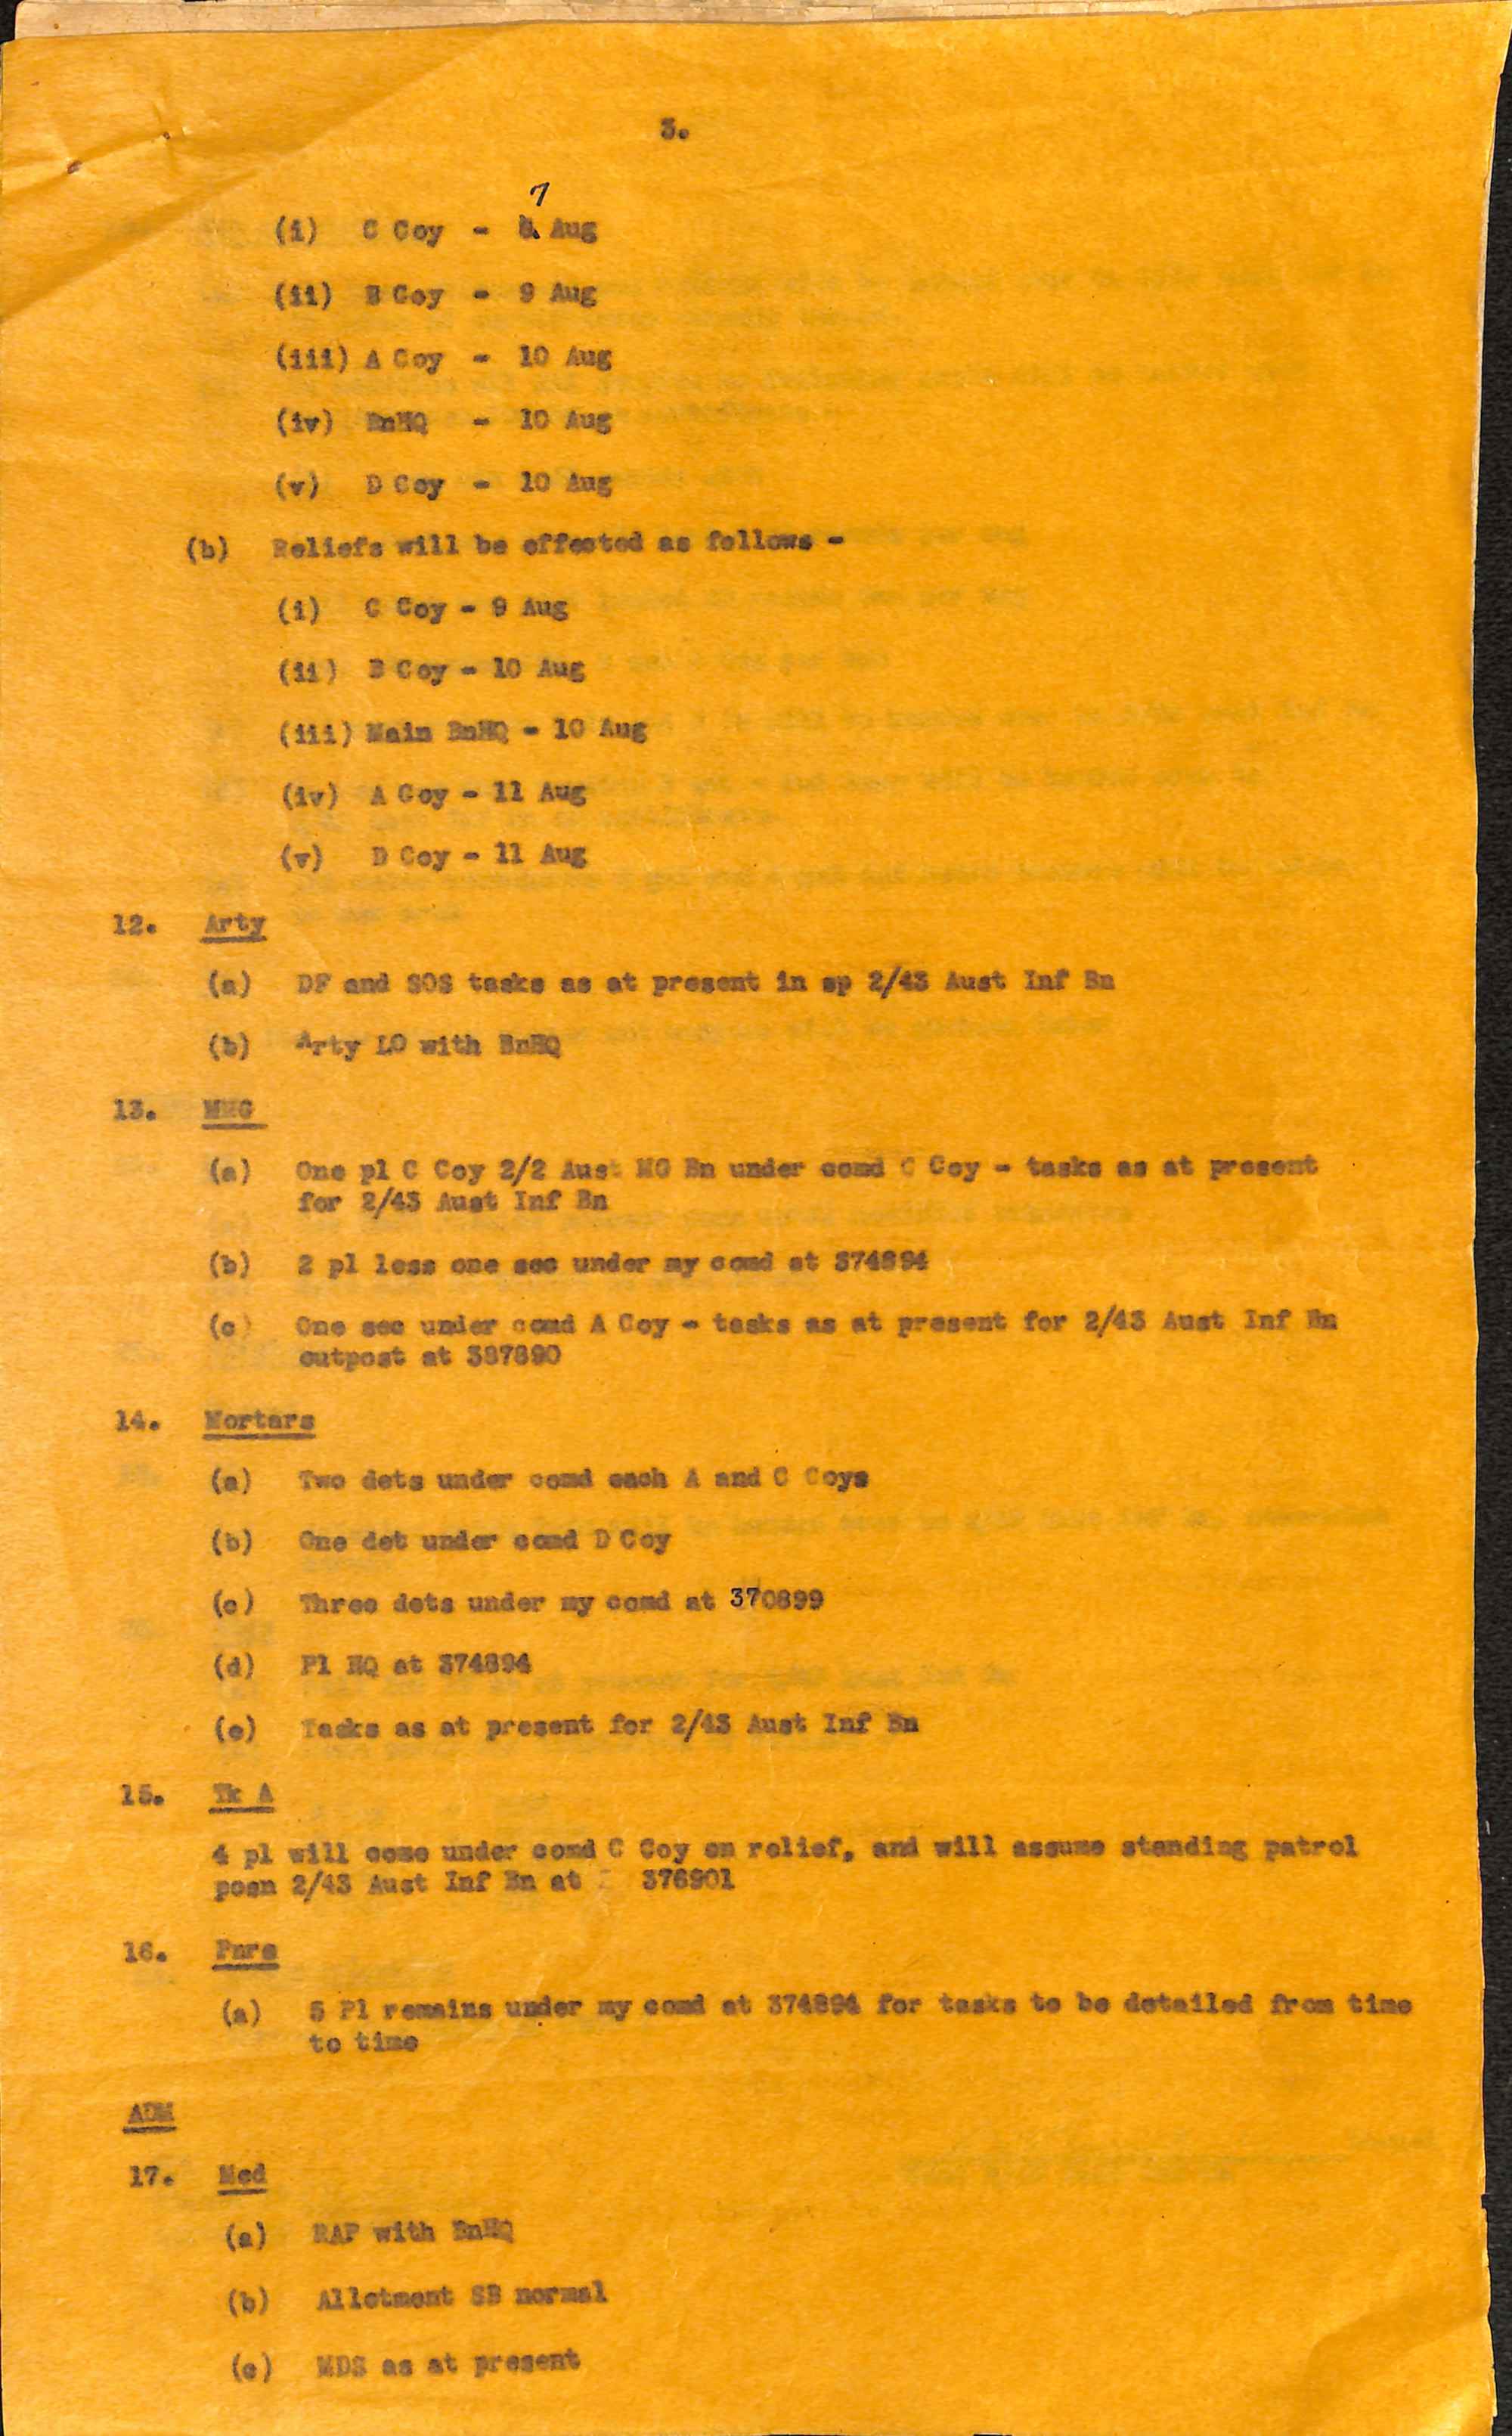 3.
7
(i) C Coy - 8 Aug
(ii) B Coy - 9 Aug
(iii) A Coy - 10 Aug
(iv) BnHQ - 10 Aug
(v) D Coy - 10 Aug
(b) Reliefs will be effected as follows -
(i) C Coy - 9 Aug
(ii) B Coy - 10 Aug
(iii) Main BnHQ - 10 Aug
(iv) A Coy - 11 Aug
(v) D Coy - 11 Aug
12. Arty
(a) DF and SOS tasks as at present in sp 2/43 Aust Inf Bn
(b) Arty LO with BnHQ
13. MMG
(a) One pl C Coy 2/2 Aust MG Bn under comd C Coy - tasks as at present
for 2/43 Aust Inf Bn
(b) 2 pl less one sec under my comd at 374894
(c) One sec under comd A Coy - tasks as at present for 2/43 Aust Inf Bn
outpost at 387890
14. Mortars
(a) Two dets under comd each A and C Coys
(b) One det under comd D Coy
(c) Three dets under my comd at 370899
(d) Pl HQ at 374894
(e) Tasks as at present for 2/43 Aust Inf Bn
15. Tk A
4 pl will come under comd C Coy on relief, and will assume standing patrol
posn 2/43 Aust Inf Bn at 376901
16. Pnrs
(a) 5 Pl remains under my comd at 374894 for tasks to be detailed from time
to time
ADM
17. Med
(a) RAP with BnHQ
(b) Allotment SB normal
(c) MDS as at present